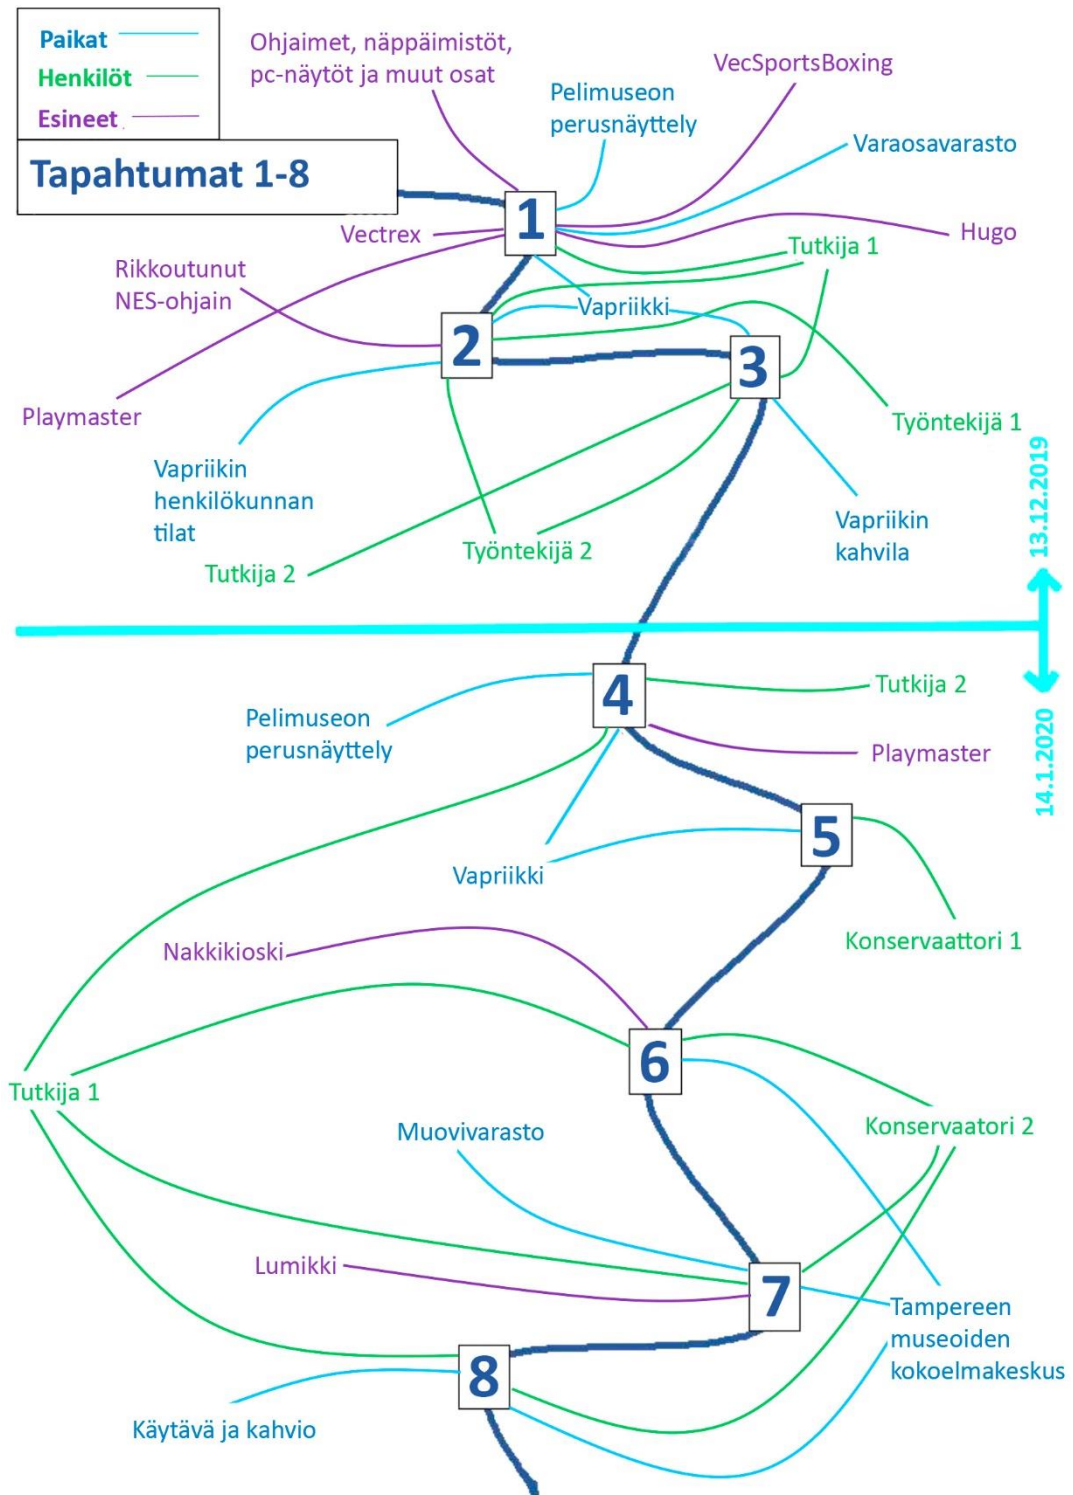 Paikat
Henkilöt
Esineet
Tapahtumat 1-8
Ohjaimet, näppäimistöt,
pc-näytöt ja muut osat
Pelimuseon
perusnäyttely
VecSportsBoxing
Varaosavarasto
1
Vectrex
Hugo
Tutkija 1
Rikkoutunut
NES-ohjain
Vapriikki
2
3
Playmaster
Työntekijä 1
Vapriikin
henkilökunnan
tilat
Työntekijä 2
Vapriikin
kahvila
Tutkija 2
13.12.2019
14.1.2020
4
Tutkija 2
Pelimuseon
perusnäyttely
Playmaster
5
Vapriikki
Konservaattori 1
Nakkikioski
6
Tutkija 1
Konservaatori 2
Muovivarasto
Lumikki
7
Tampereen
museoiden
kokoelmakeskus
8
Käytävä ja kahvio